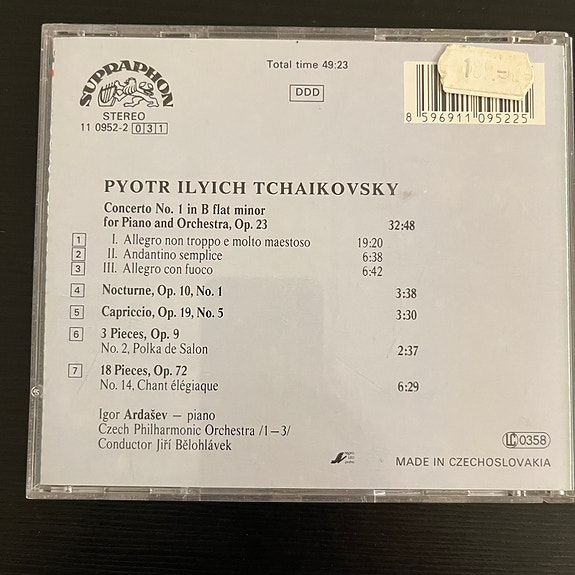 SUPRAPHON
STEREO
11 0952-2 031
Total time 49:23
DDD
8 596911 095225
PYOTR ILYICH TCHAIKOVSKY
Concerto No. 1 in B flat minor
for Piano and Orchestra, Op. 23 32:48
1 I. Allegro non troppo e molto maestoso 19:20
2 II. Andantino semplice 6:38
3 III. Allegro con fuoco 6:42
4 Nocturne, Op. 10, No. 1 3:38
5 Capriccio, Op. 19, No. 5 3:30
6 3 Pieces, Op. 9
No. 2, Polka de Salon 2:37
7 18 Pieces, Op. 72
No. 14, Chant élégiaque 6:29
Igor Ardašev — piano
Czech Philharmonic Orchestra /1—3/
Conductor Jiří Bělohlávek
LC 0358
MADE IN CZECHOSLOVAKIA